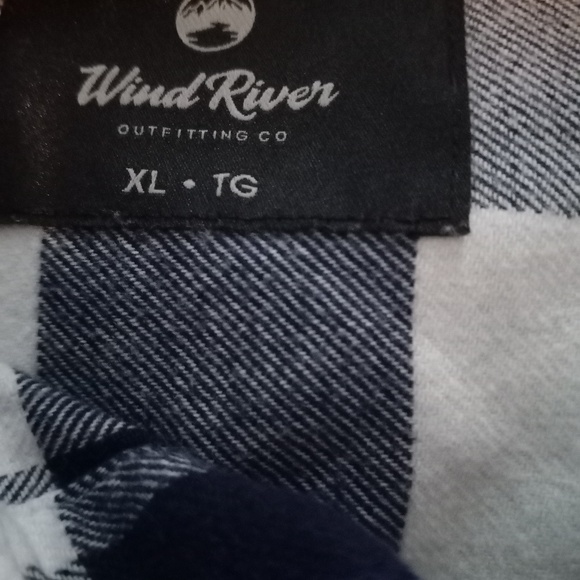 Wind River
OUTFITTING CO
XL • TG